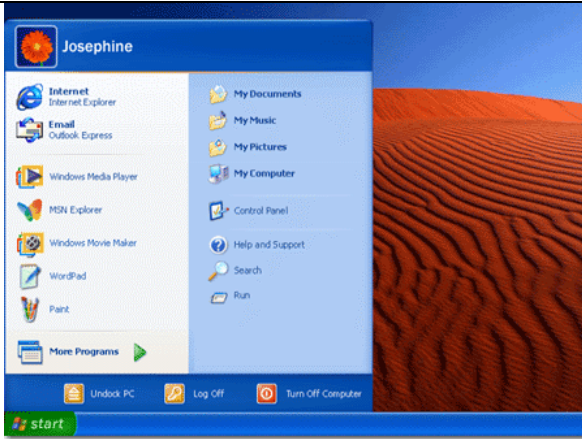 Josephine
Internet
Internet Explorer
Email
Outlook Express
Windows Media Player
MSN Explorer
Windows Movie Maker
WordPad
Paint
More Programs
My Documents
My Music
My Pictures
My Computer
Control Panel
Help and Support
Search
Run
Undock PC
Log Off
Turn Off Computer
start